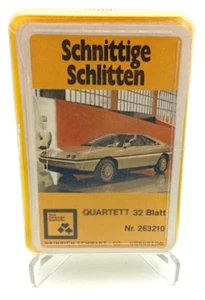 Schnittige
Schlitten
QUARTETT 32 Blatt
Nr. 263210